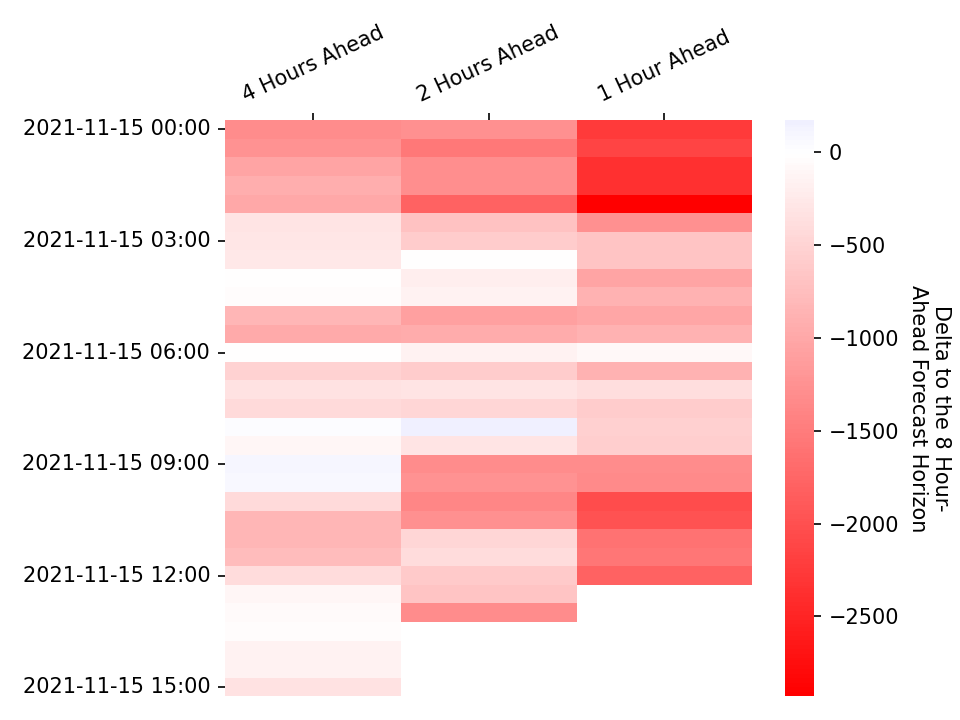 4 Hours Ahead
2 Hours Ahead
1 Hour Ahead
2021-11-15 00:00
2021-11-15 03:00
2021-11-15 06:00
2021-11-15 09:00
2021-11-15 12:00
2021-11-15 15:00
0
−500
−1000
−1500
−2000
−2500
Delta to the 8 Hour-
Ahead Forecast Horizon